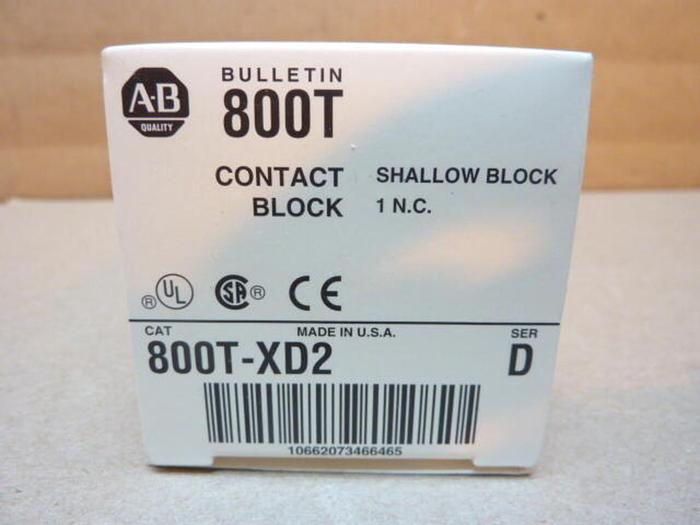 A-B
QUALITY
BULLETIN
800T
CONTACT BLOCK
SHALLOW BLOCK
1 N.C.
® UL
SA ®
CE
CAT
MADE IN U.S.A.
SER
800T-XD2
D
10662073466465